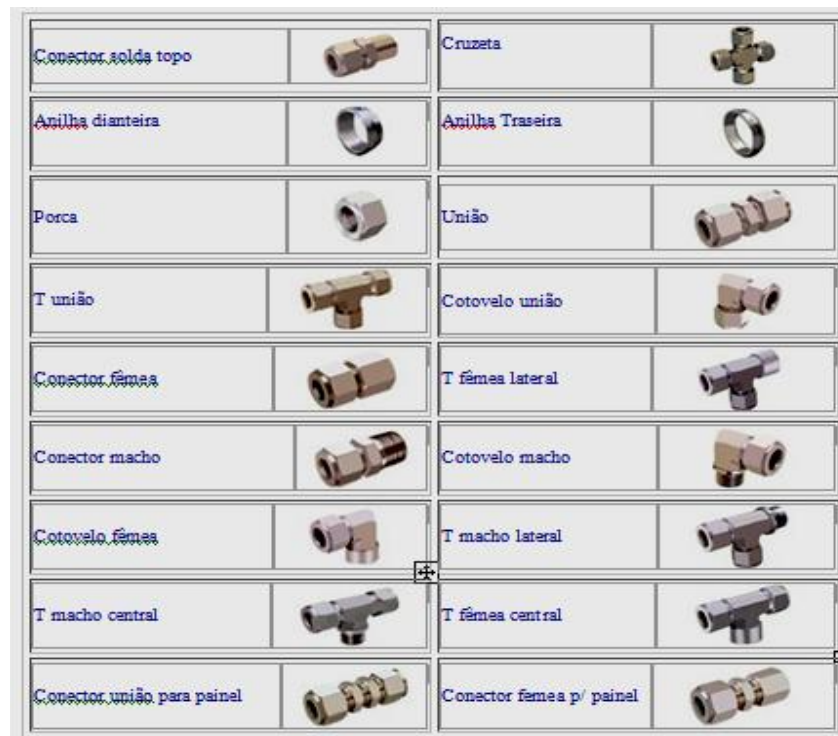 Conector solda topo
Cruzeta
Anilha dianteira
Anilha Traseira
Porca
União
T união
Cotovelo união
Conector fêmea
T fêmea lateral
Conector macho
Cotovelo macho
Cotovelo fêmea
T macho lateral
T macho central
T fêmea central
Conector união para painel
Conector femea p/ painel